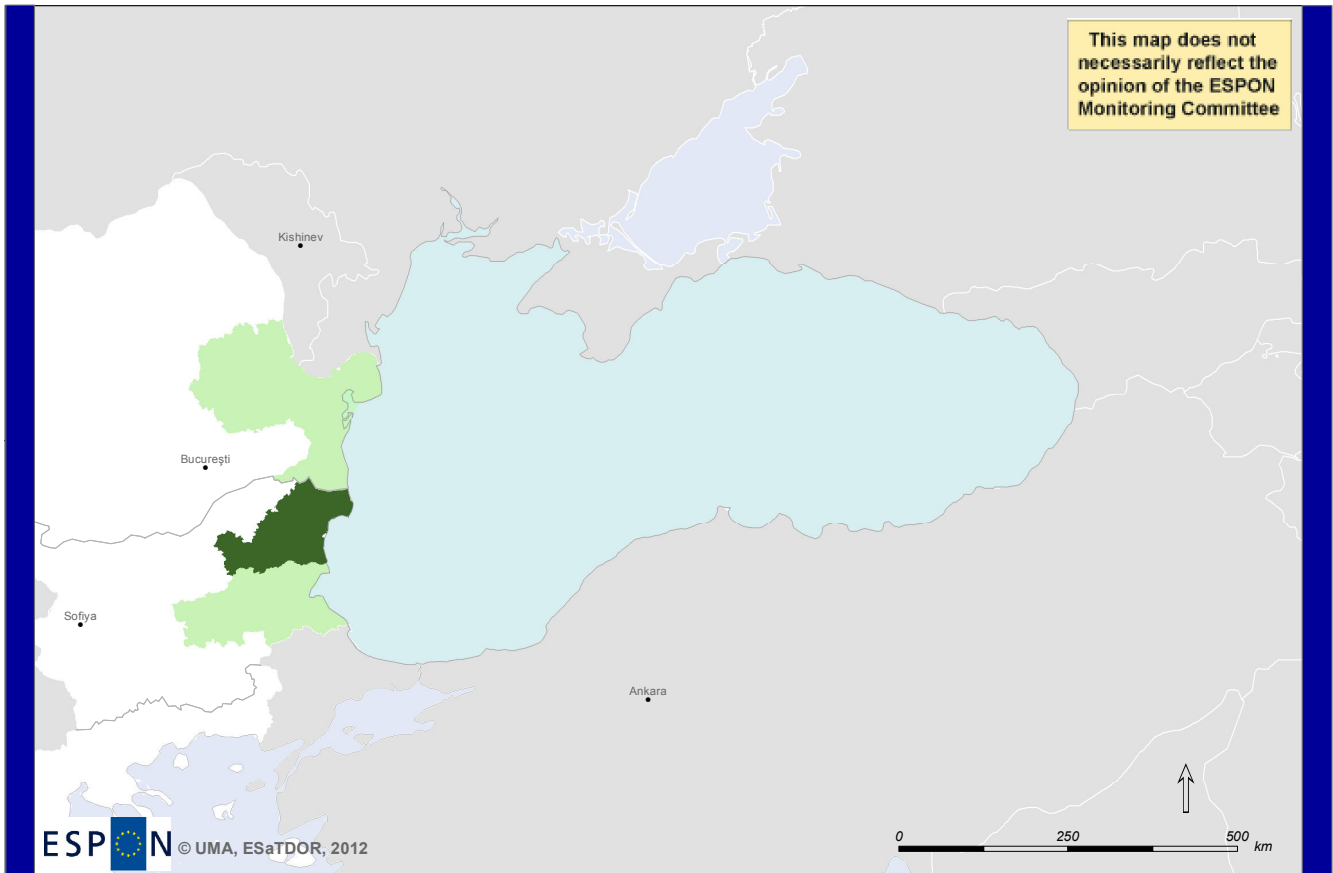 This map does not
necessarily reflect the
opinion of the ESPON
Monitoring Committee
Kishinev
Bucureşti
Sofiya
Ankara
ESPON © UMA, ESaTDOR, 2012
0 250 500
km